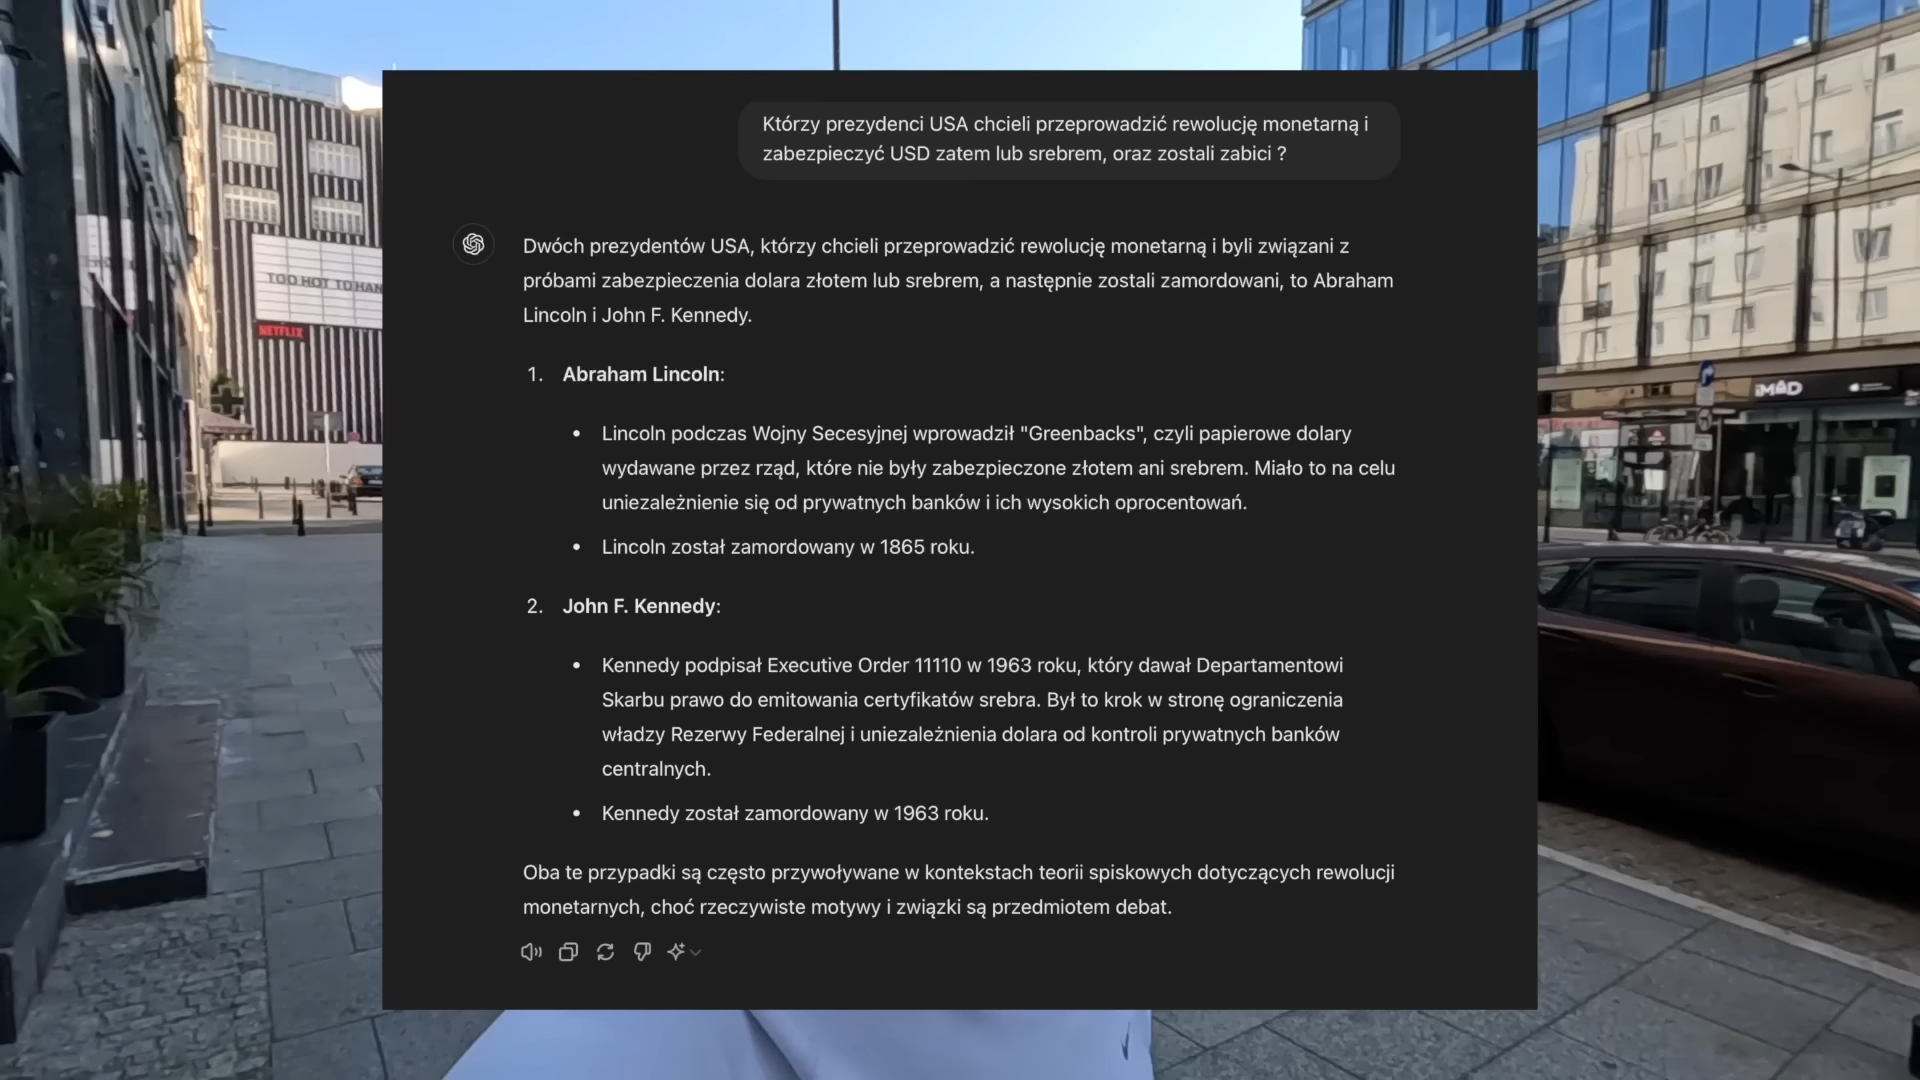 Którzy prezydenci USA chcieli przeprowadzić rewolucję monetarną i
zabezpieczyć USD zatem lub srebrem, oraz zostali zabici ?
Dwóch prezydentów USA, którzy chcieli przeprowadzić rewolucję monetarną i byli związani z
próbami zabezpieczenia dolara złotem lub srebrem, a następnie zostali zamordowani, to Abraham
Lincoln i John F. Kennedy.
1. Abraham Lincoln:
• Lincoln podczas Wojny Secesyjnej wprowadził "Greenbacks", czyli papierowe dolary
wydawane przez rząd, które nie były zabezpieczone złotem ani srebrem. Miało to na celu
uniezależnienie się od prywatnych banków i ich wysokich oprocentowań.
• Lincoln został zamordowany w 1865 roku.
2. John F. Kennedy:
• Kennedy podpisał Executive Order 11110 w 1963 roku, który dawał Departamentowi
Skarbu prawo do emitowania certyfikatów srebra. Był to krok w stronę ograniczenia
władzy Rezerwy Federalnej i uniezależnienia dolara od kontroli prywatnych banków
centralnych.
• Kennedy został zamordowany w 1963 roku.
Oba te przypadki są często przywoływane w kontekstach teorii spiskowych dotyczących rewolucji
monetarnych, choć rzeczywiste motywy i związki są przedmiotem debat.
TOO HOT TO HAN
NETFLIX
iMAD